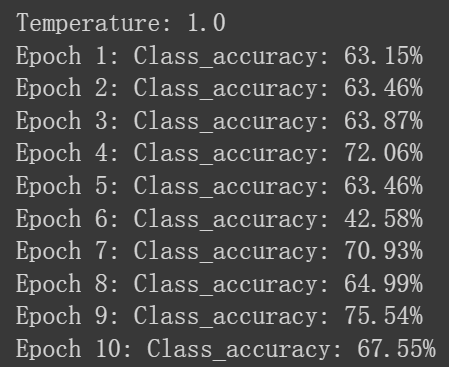 Temperature: 1.0
Epoch 1: Class_accuracy: 63.15%
Epoch 2: Class_accuracy: 63.46%
Epoch 3: Class_accuracy: 63.87%
Epoch 4: Class_accuracy: 72.06%
Epoch 5: Class_accuracy: 63.46%
Epoch 6: Class_accuracy: 42.58%
Epoch 7: Class_accuracy: 70.93%
Epoch 8: Class_accuracy: 64.99%
Epoch 9: Class_accuracy: 75.54%
Epoch 10: Class_accuracy: 67.55%